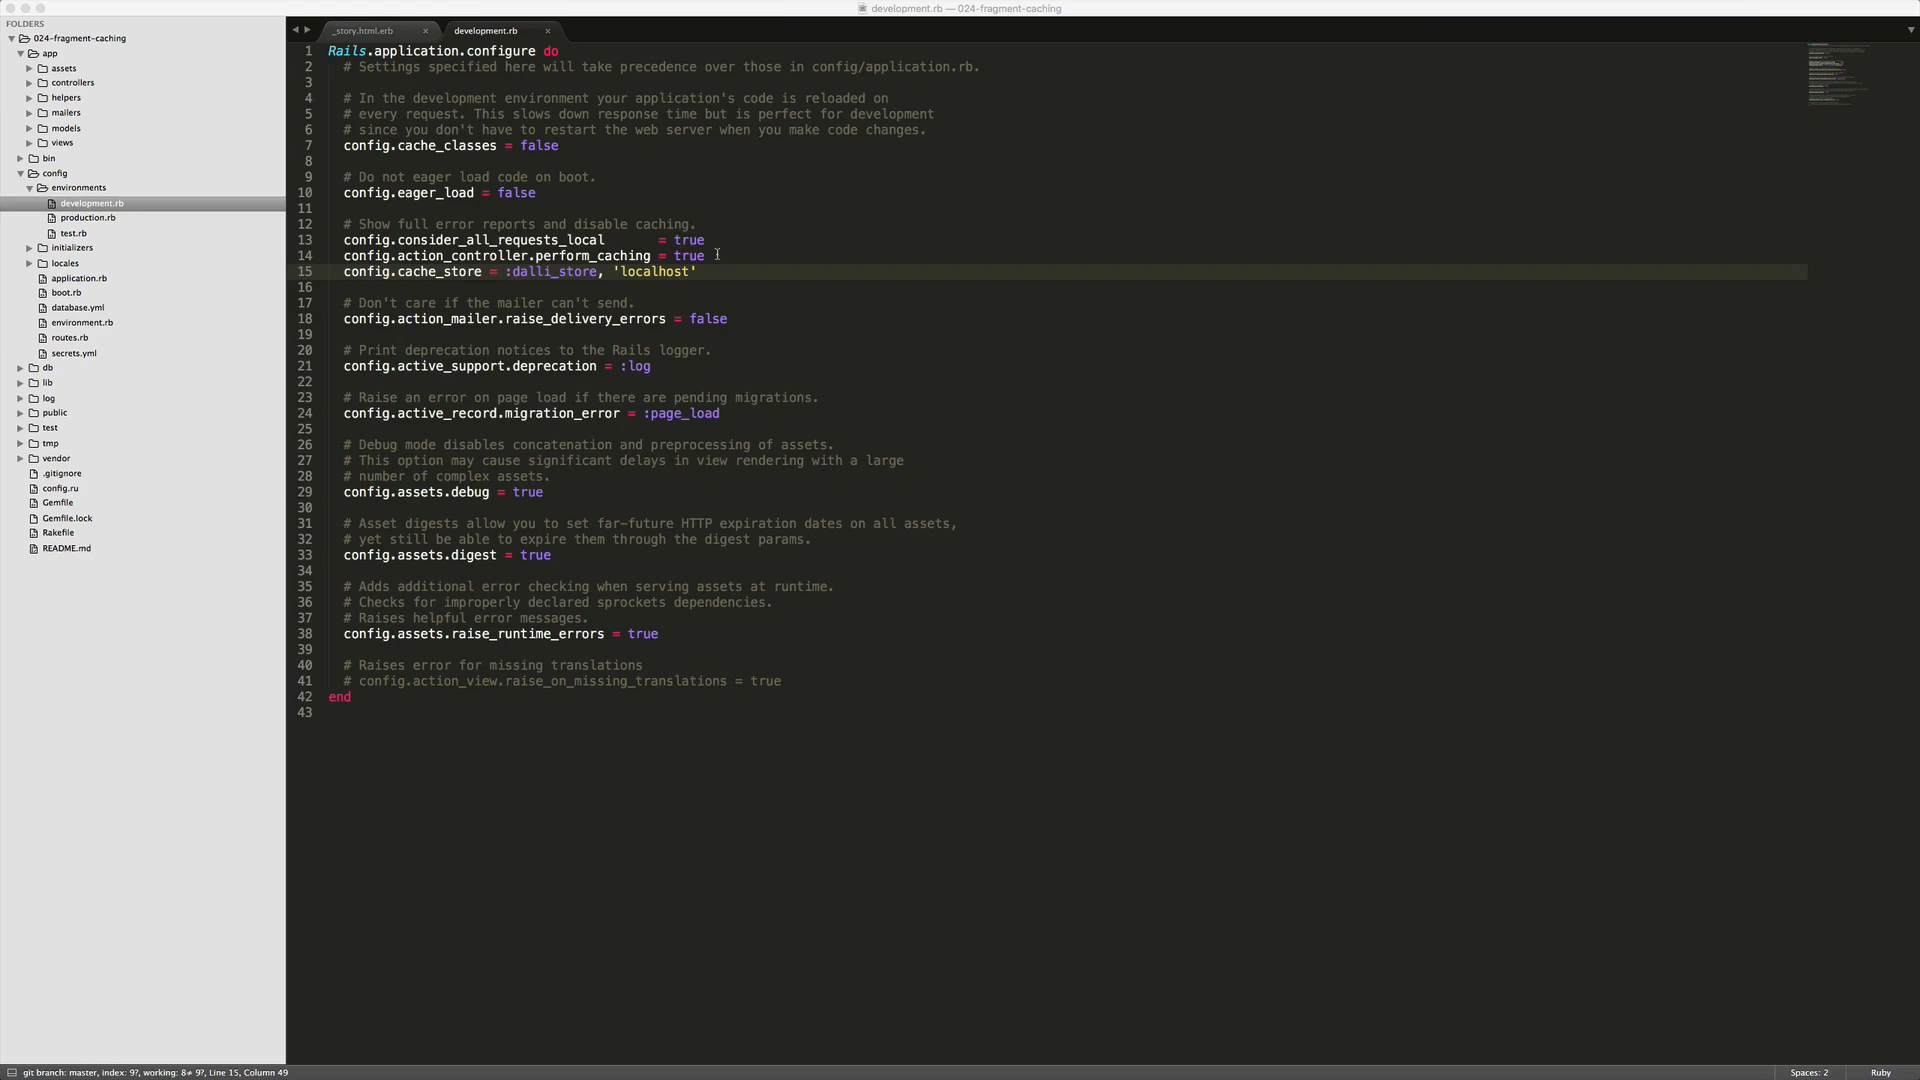 development.rb — 024-fragment-caching
FOLDERS
024-fragment-caching
app
assets
controllers
helpers
mailers
models
views
bin
config
environments
development.rb
production.rb
test.rb
initializers
locales
application.rb
boot.rb
database.yml
environment.rb
routes.rb
secrets.yml
db
lib
log
public
test
tmp
vendor
.gitignore
config.ru
Gemfile
Gemfile.lock
Rakefile
README.md
_story.html.erb
development.rb
1 Rails.application.configure do
2 # Settings specified here will take precedence over those in config/application.rb.
3
4 # In the development environment your application's code is reloaded on
5 # every request. This slows down response time but is perfect for development
6 # since you don't have to restart the web server when you make code changes.
7 config.cache_classes = false
8
9 # Do not eager load code on boot.
10 config.eager_load = false
11
12 # Show full error reports and disable caching.
13 config.consider_all_requests_local       = true
14 config.action_controller.perform_caching = true
15 config.cache_store = :dalli_store, 'localhost'
16
17 # Don't care if the mailer can't send.
18 config.action_mailer.raise_delivery_errors = false
19
20 # Print deprecation notices to the Rails logger.
21 config.active_support.deprecation = :log
22
23 # Raise an error on page load if there are pending migrations.
24 config.active_record.migration_error = :page_load
25
26 # Debug mode disables concatenation and preprocessing of assets.
27 # This option may cause significant delays in view rendering with a large
28 # number of complex assets.
29 config.assets.debug = true
30
31 # Asset digests allow you to set far-future HTTP expiration dates on all assets,
32 # yet still be able to expire them through the digest params.
33 config.assets.digest = true
34
35 # Adds additional error checking when serving assets at runtime.
36 # Checks for improperly declared sprockets dependencies.
37 # Raises helpful error messages.
38 config.assets.raise_runtime_errors = true
39
40 # Raises error for missing translations
41 # config.action_view.raise_on_missing_translations = true
42 end
43
git branch: master, index: 9?, working: 8≠ 9?, Line 15, Column 49
Spaces: 2
Ruby